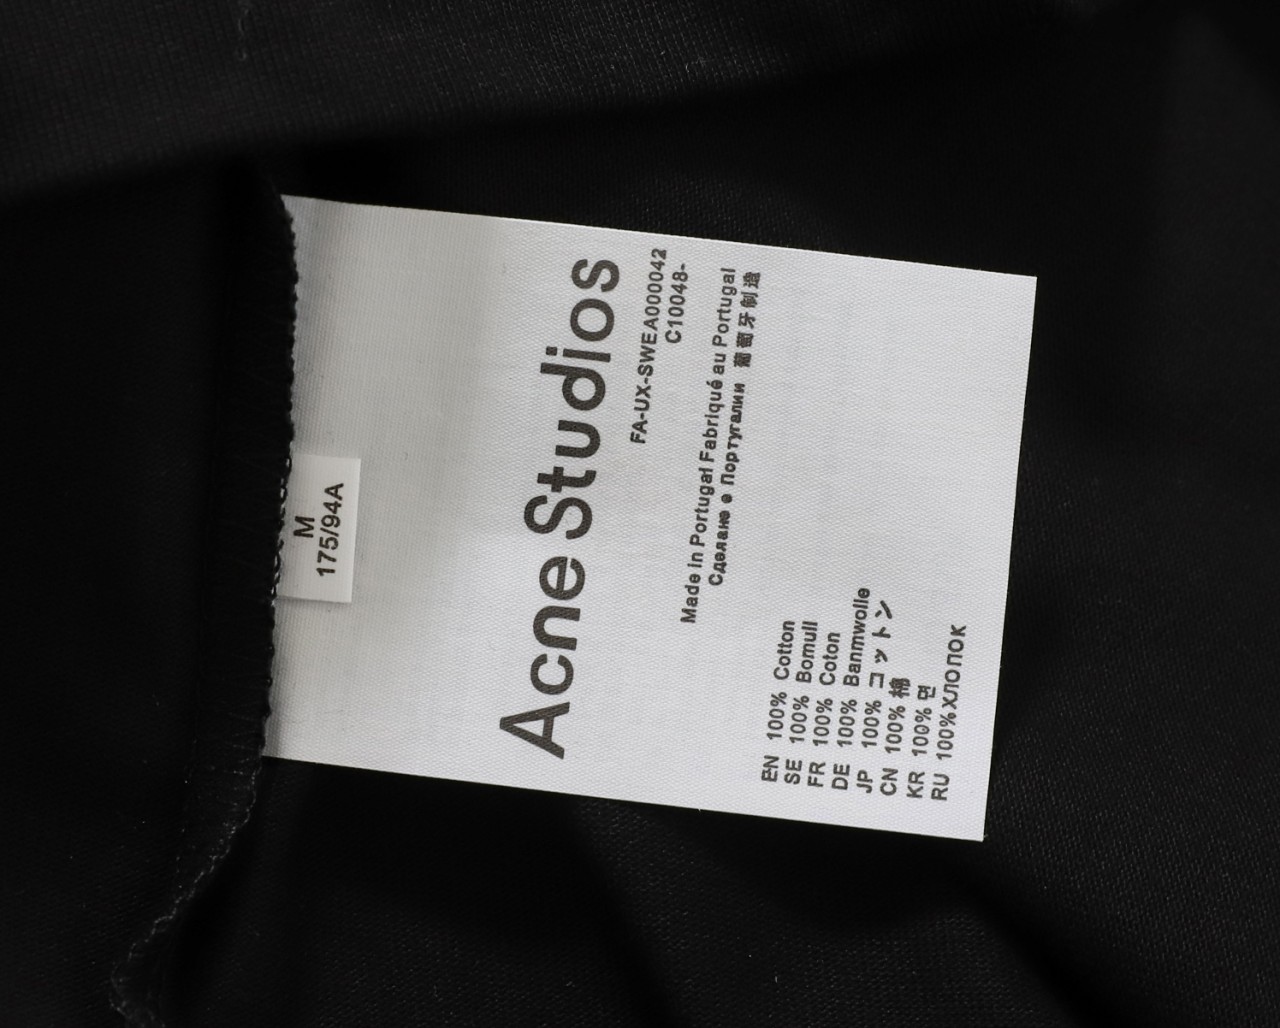 M
175/94A
Acne Studios
FA-UX-SWEA000042
C10048-
Made in Portugal Fabriqué au Portugal
Сделано в Португалии 葡萄牙制造
EN 100% Cotton
SE 100% Bomull
FR 100% Coton
DE 100% Banmwolle
JP 100% コットン
CN 100% 棉
KR 100% 면
RU 100% ХЛОПОК